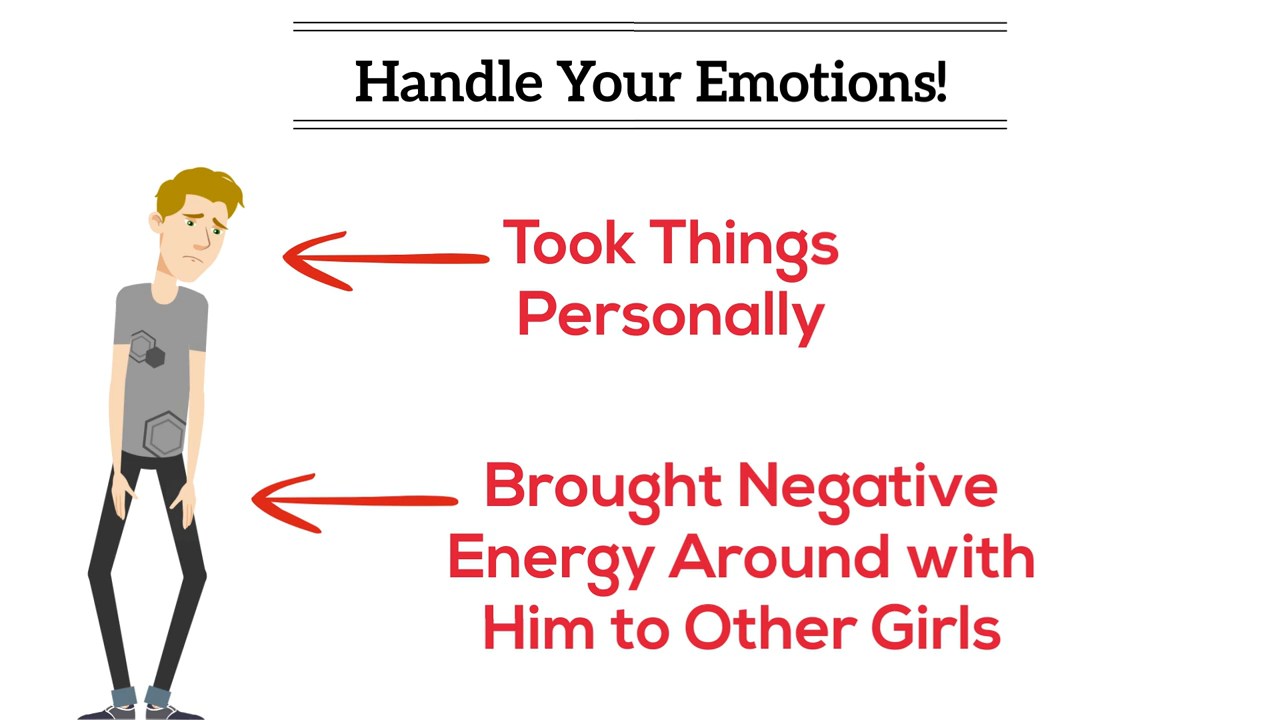 Handle Your Emotions!
Took Things
Personally
Brought Negative
Energy Around with
Him to Other Girls